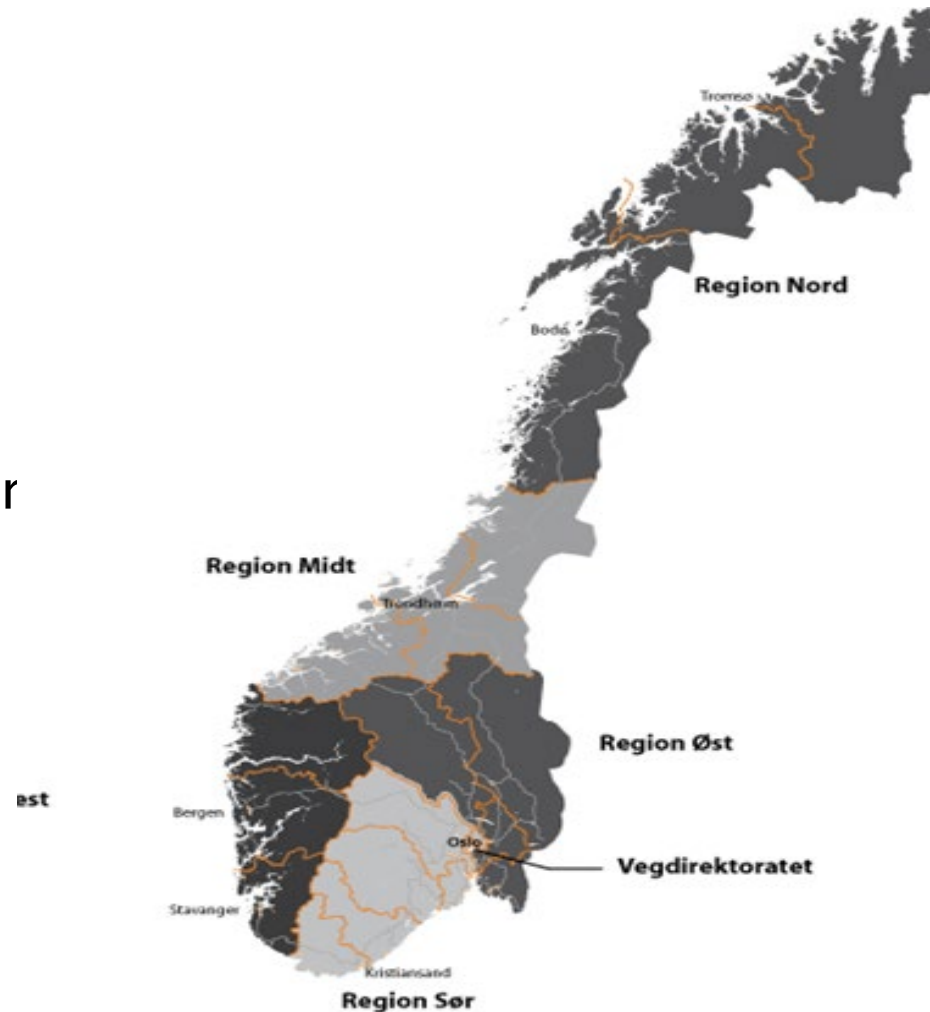 Tromsø
Region Nord
Bodø
r
Region Midt
Trondheim
Region Øst
est
Bergen
Oslo
Vegdirektoratet
Stavanger
Kristiansand
Region Sør